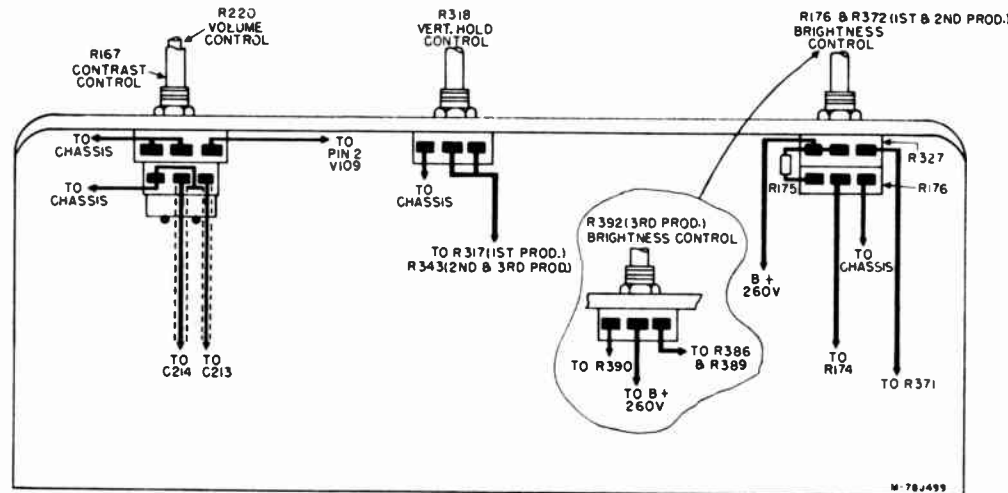 R220
VOLUME
CONTROL
R167
CONTRAST
CONTROL
R318
VERT. HOLD
CONTROL
R176 & R372 (1ST & 2ND PROD.)
BRIGHTNESS
CONTROL
TO
CHASSIS
TO
PIN 2
V109
TO
CHASSIS
TO
CHASSIS
R327
R175
R176
TO R317(1ST PROD.)
R343(2ND & 3RD PROD.)
R392(3RD PROD.)
BRIGHTNESS CONTROL
TO
CHASSIS
B +
260V
TO
C214
TO
C213
TO R390
TO R386
& R389
TO B+
260V
TO
R174
TO R371
M-78J499